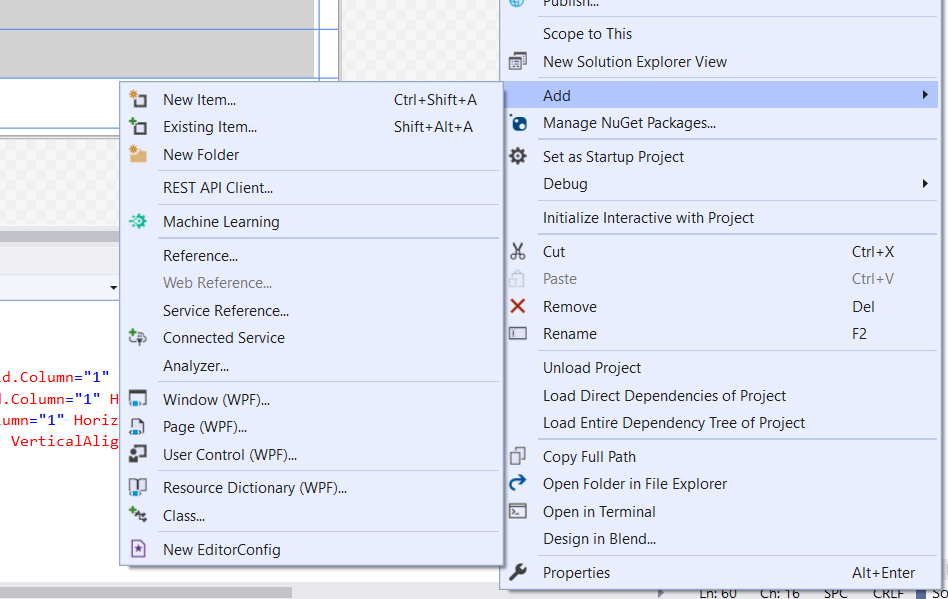 Publish...
Scope to This
New Solution Explorer View
Add
Manage NuGet Packages...
Set as Startup Project
Debug
Initialize Interactive with Project
Cut Ctrl+X
Paste Ctrl+V
Remove Del
Rename F2
Unload Project
Load Direct Dependencies of Project
Load Entire Dependency Tree of Project
Copy Full Path
Open Folder in File Explorer
Open in Terminal
Design in Blend...
Properties Alt+Enter
New Item... Ctrl+Shift+A
Existing Item... Shift+Alt+A
New Folder
REST API Client...
Machine Learning
Reference...
Web Reference...
Service Reference...
Connected Service
Analyzer...
Window (WPF)...
Page (WPF)...
User Control (WPF)...
Resource Dictionary (WPF)...
Class...
New EditorConfig
d.Column="1"
.Column="1" H
umn="1" Horiz
VerticalAlig
Ln: 60 Ch: 16 SPC CRLF